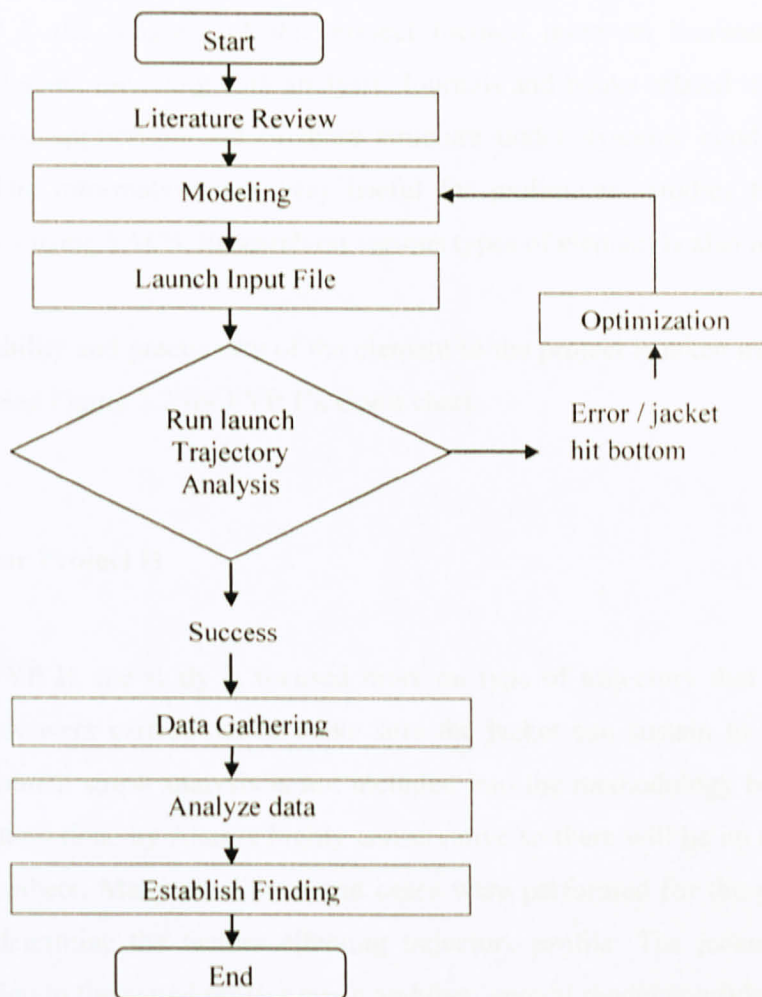 Start
Literature Review
Modeling
Launch Input File
Optimization
Run launch
Trajectory
Analysis
Error / jacket
hit bottom
Success
Data Gathering
Analyze data
Establish Finding
End